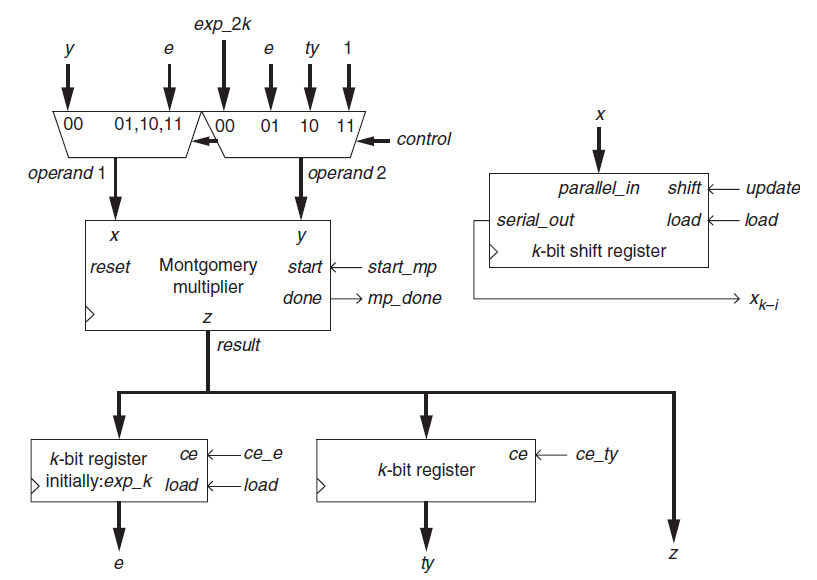 exp_2k
y e e ty 1
00 01,10,11 00 01 10 11
control
operand 1 operand 2
x y
reset Montgomery start start_mp
multiplier
done mp_done
z
result
x
parallel_in shift update
serial_out load load
k-bit shift register
x_{k–i}
k-bit register ce ce_e
initially:exp_k load load
k-bit register ce ce_ty
e ty z